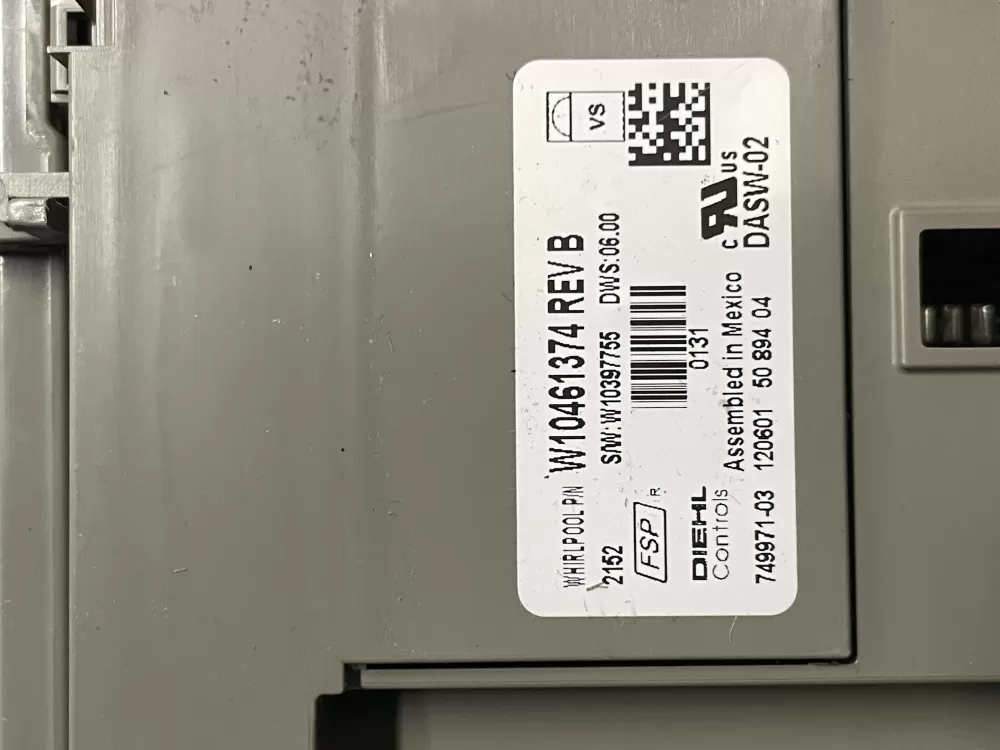 WHIRLPOOL P/N W10461374 REV B
2152 S/W:W10397755 DWS:06.00
VS
FSP R
0131
DIEHL
Controls
Assembled in Mexico
c RU US
749971-03 120601 50 894 04 DASW-02